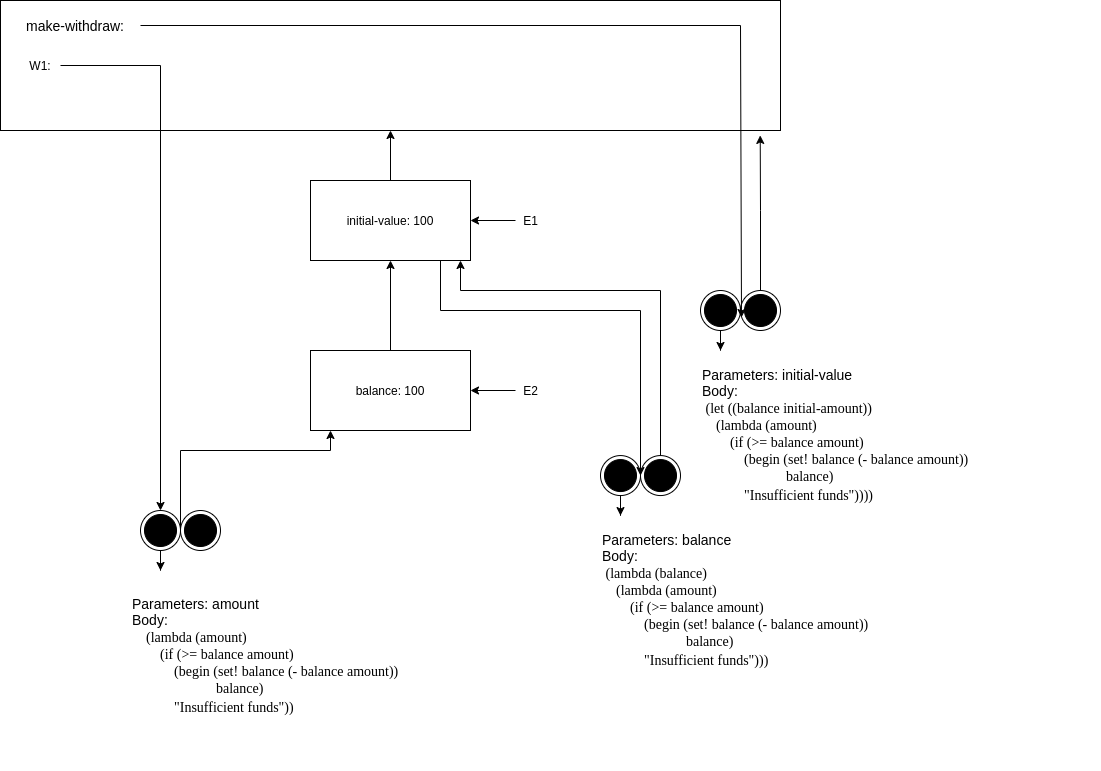 make-withdraw:
W1:
initial-value: 100
E1
balance: 100
E2
Parameters: initial-value
Body:
(let ((balance initial-amount))
(lambda (amount)
(if (>= balance amount)
(begin (set! balance (- balance amount))
balance)
"Insufficient funds"))))
Parameters: balance
Body:
(lambda (balance)
(lambda (amount)
(if (>= balance amount)
(begin (set! balance (- balance amount))
balance)
"Insufficient funds")))
Parameters: amount
Body:
(lambda (amount)
(if (>= balance amount)
(begin (set! balance (- balance amount))
balance)
"Insufficient funds"))